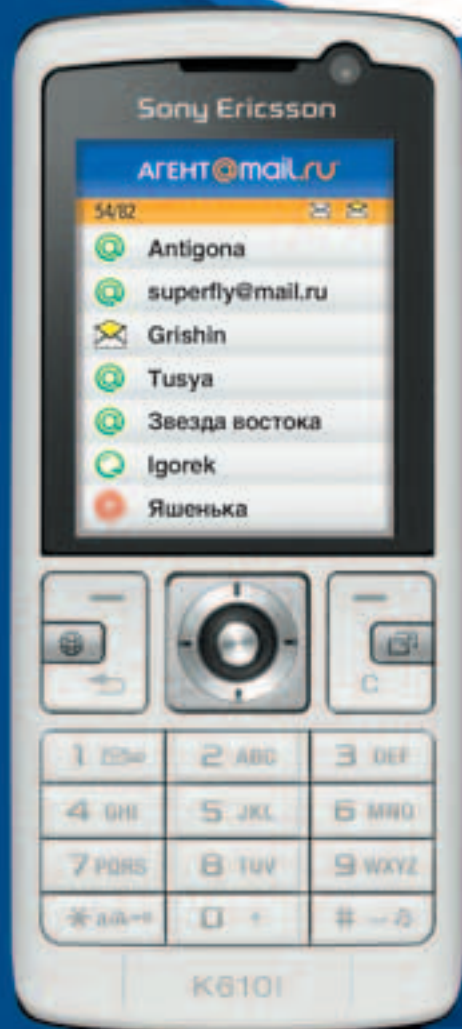 Sony Ericsson
АГЕНТ@mail.ru
54/82
Antigona
superfly@mail.ru
Grishin
Tusya
Звезда востока
Igorek
Яшенька
C
1 2 ABC 3 DEF
4 GHI 5 JKL 6 MNO
7 PQRS 8 TUV 9 WXYZ
* a/A 0 + #
K610i